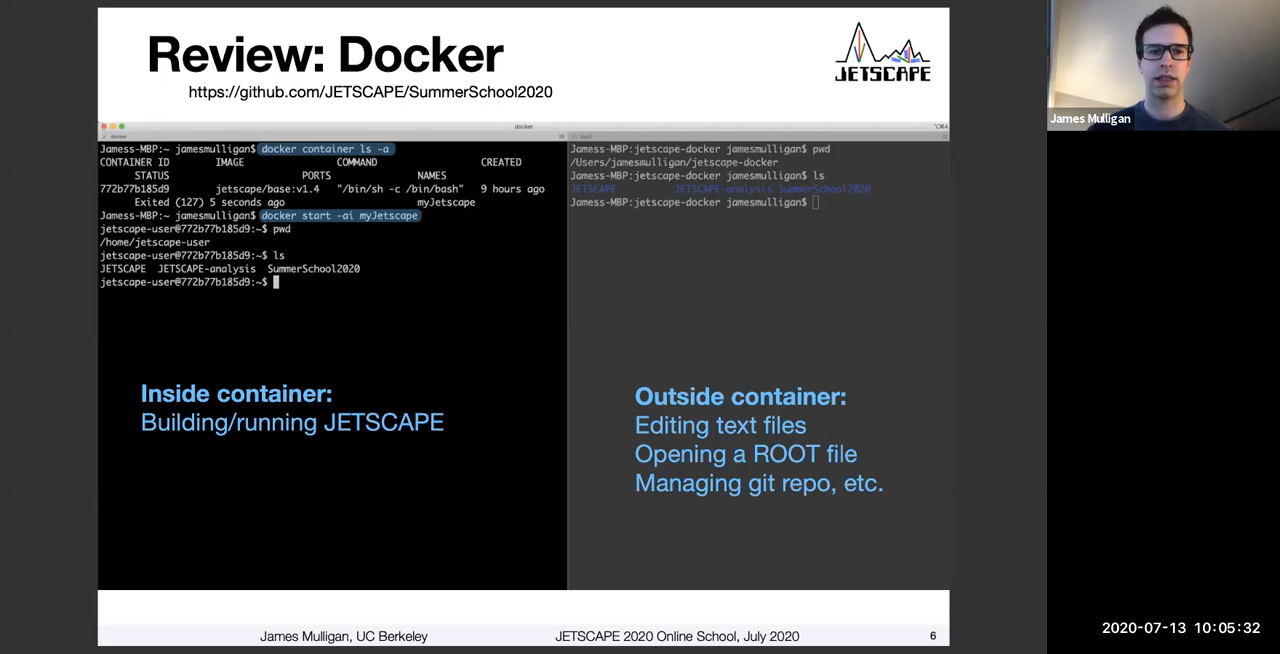 Review: Docker
https://github.com/JETSCAPE/SummerSchool2020
JETSCAPE
James Mulligan
docker
⌥⌘A
docker
bash
Jamess-MBP:~ jamesmulligan$ docker container ls -a
CONTAINER ID IMAGE COMMAND CREATED
STATUS PORTS NAMES
772b77b185d9 jetscape/base:v1.4 "/bin/sh -c /bin/bash" 9 hours ago
Exited (127) 5 seconds ago myJetscape
Jamess-MBP:~ jamesmulligan$ docker start -ai myJetscape
jetscape-user@772b77b185d9:~$ pwd
/home/jetscape-user
jetscape-user@772b77b185d9:~$ ls
JETSCAPE JETSCAPE-analysis SummerSchool2020
jetscape-user@772b77b185d9:~$
Jamess-MBP:jetscape-docker jamesmulligan$ pwd
/Users/jamesmulligan/jetscape-docker
Jamess-MBP:jetscape-docker jamesmulligan$ ls
JETSCAPE JETSCAPE-analysis SummerSchool2020
Jamess-MBP:jetscape-docker jamesmulligan$
Inside container:
Building/running JETSCAPE
Outside container:
Editing text files
Opening a ROOT file
Managing git repo, etc.
James Mulligan, UC Berkeley
JETSCAPE 2020 Online School, July 2020
6
2020-07-13 10:05:32